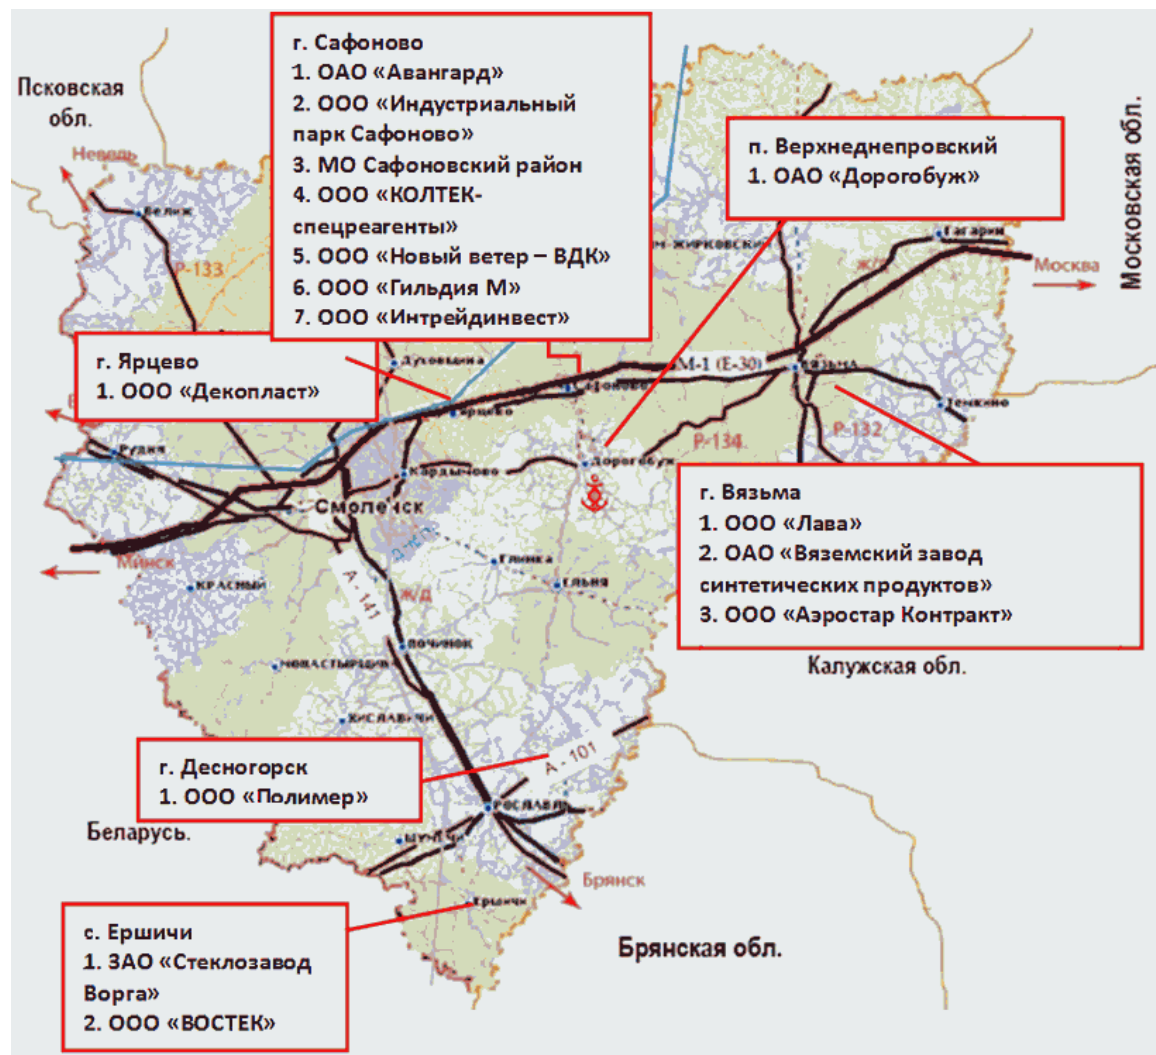 г. Сафоново
1. ОАО «Авангард»
2. ООО «Индустриальный
парк Сафоново»
3. МО Сафоновский район
4. ООО «КОЛТЕК-
спецреагенты»
5. ООО «Новый ветер – ВДК»
6. ООО «Гильдия М»
7. ООО «Интрейдинвест»
Псковская
обл.
Невель
Велиж
Р-133
п. Верхнеднепровский
1. ОАО «Дорогобуж»
Московская обл.
Гагарин
Ж/Д
Москва
г. Ярцево
1. ООО «Декопласт»
Духовщина
М-1 (Е-30)
Вязьма
Сафоново
Ярцево
Темкино
Р-134
Р-132
Рудня
Кардымово
Дорогобуж
Смоленск
г. Вязьма
1. ООО «Лава»
2. ОАО «Вяземский завод
синтетических продуктов»
3. ООО «Аэростар Контракт»
Минск
КРАСНЫЙ
Глинка
ЕЛЬНЯ
А - 141
Ж/Д
ПОЧИНОК
Калужская обл.
г. Десногорск
1. ООО «Полимер»
А - 101
РОСЛАВЛЬ
Беларусь.
Брянск
Ершичи
с. Ершичи
1. ЗАО «Стеклозавод
Ворга»
2. ООО «ВОСТЕК»
Брянская обл.